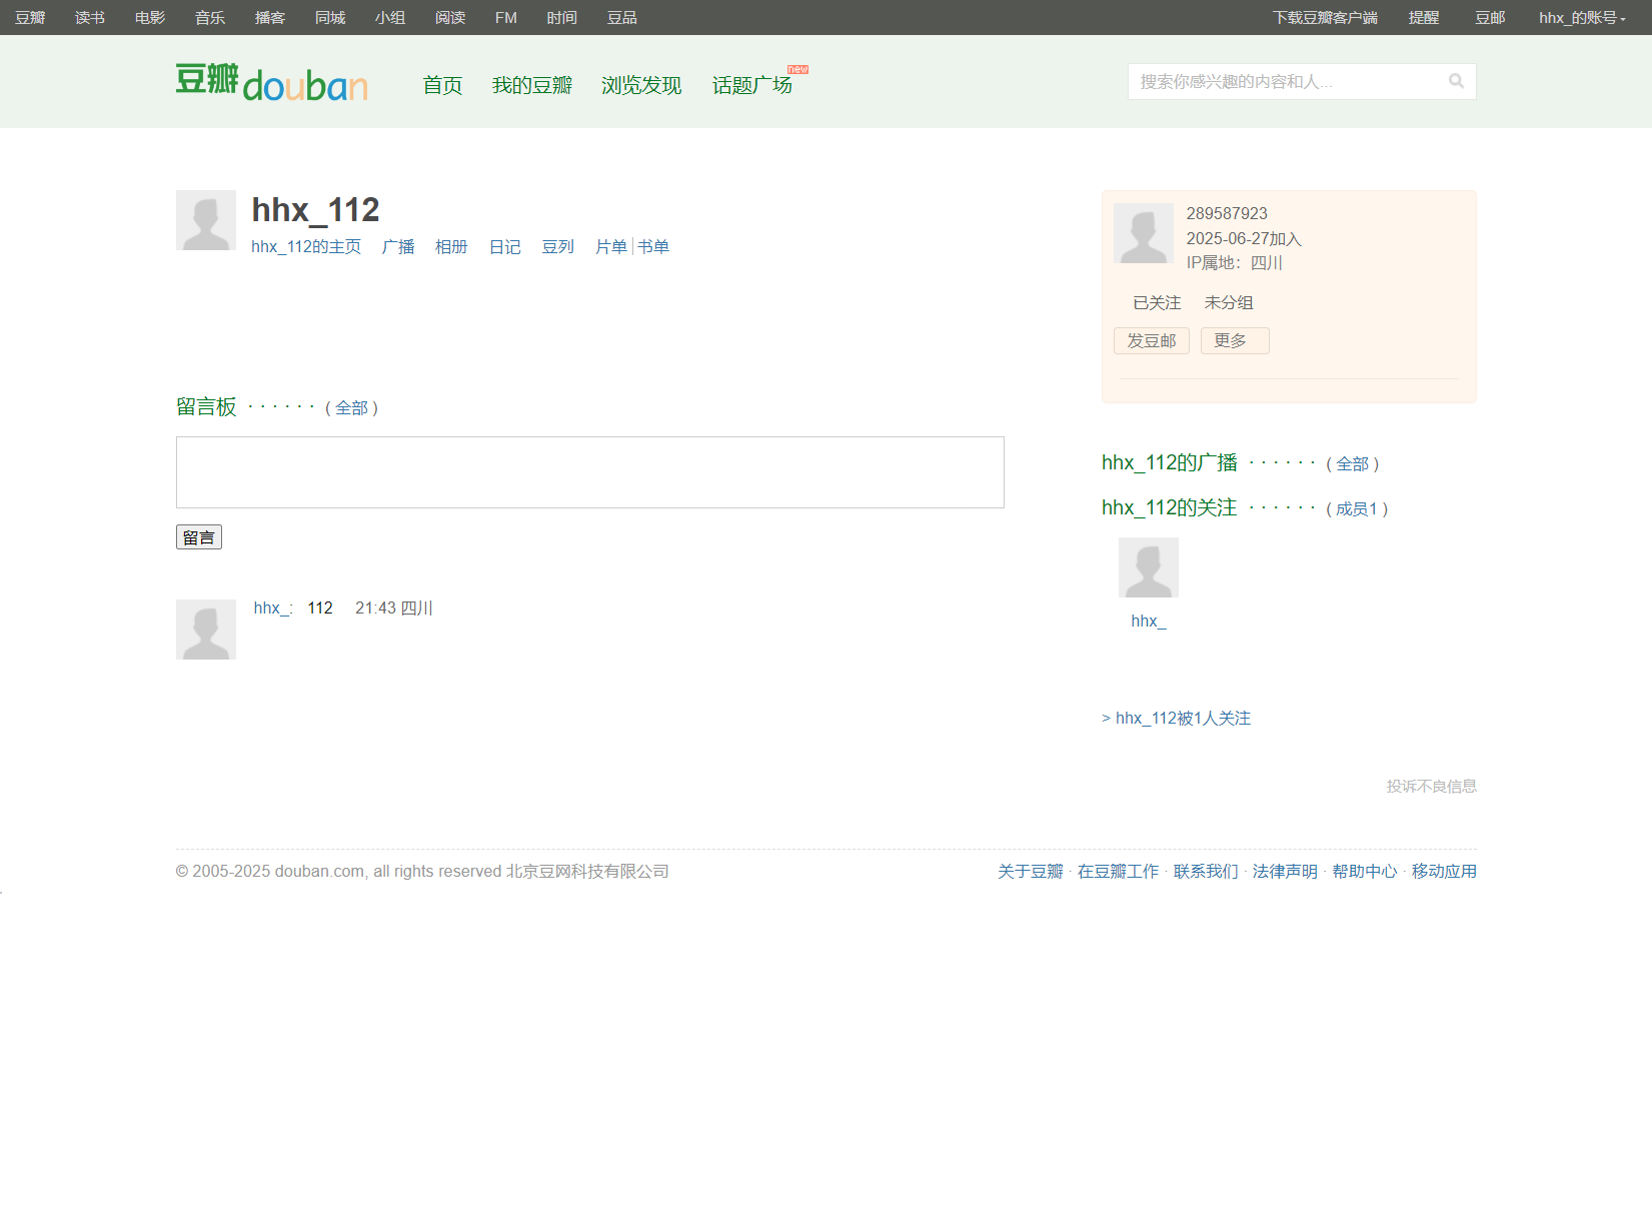 豆瓣 读书 电影 音乐 播客 同城 小组 阅读 FM 时间 豆品 下载豆瓣客户端 提醒 豆邮 hhx_的账号
豆瓣douban 首页 我的豆瓣 浏览发现 话题广场 new 搜索你感兴趣的内容和人...
hhx_112
hhx_112的主页 广播 相册 日记 豆列 片单|书单
289587923
2025-06-27加入
IP属地：四川
已关注 未分组
发豆邮 更多
留言板 · · · · · · ( 全部 )
留言
hhx_: 112 21:43 四川
hhx_112的广播 · · · · · · ( 全部 )
hhx_112的关注 · · · · · · ( 成员1 )
hhx_
> hhx_112被1人关注
投诉不良信息
© 2005-2025 douban.com, all rights reserved 北京豆网科技有限公司 关于豆瓣 · 在豆瓣工作 · 联系我们 · 法律声明 · 帮助中心 · 移动应用